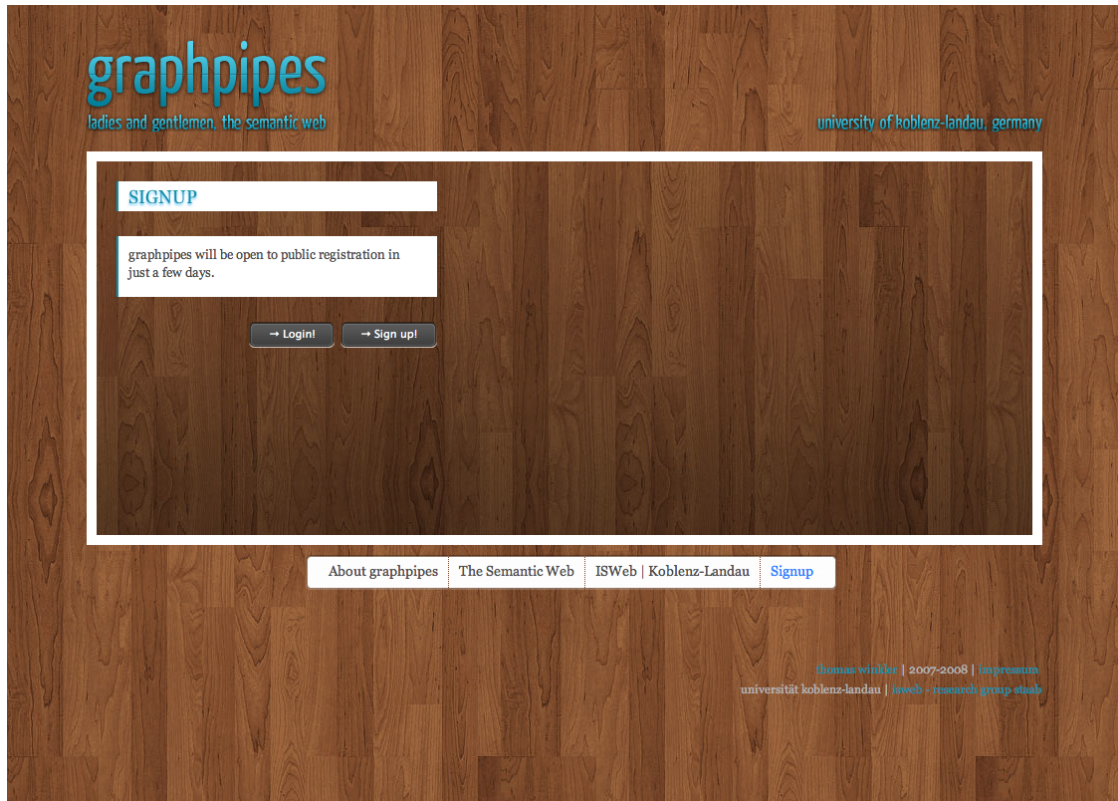 graphpipes
ladies and gentlemen, the semantic web
university of koblenz-landau, germany
SIGNUP
graphpipes will be open to public registration in
just a few days.
→ Login! → Sign up!
About graphpipes The Semantic Web ISWeb | Koblenz-Landau Signup
thomas winkler | 2007-2008 | impressum
universität koblenz-landau | isweb - research group staab